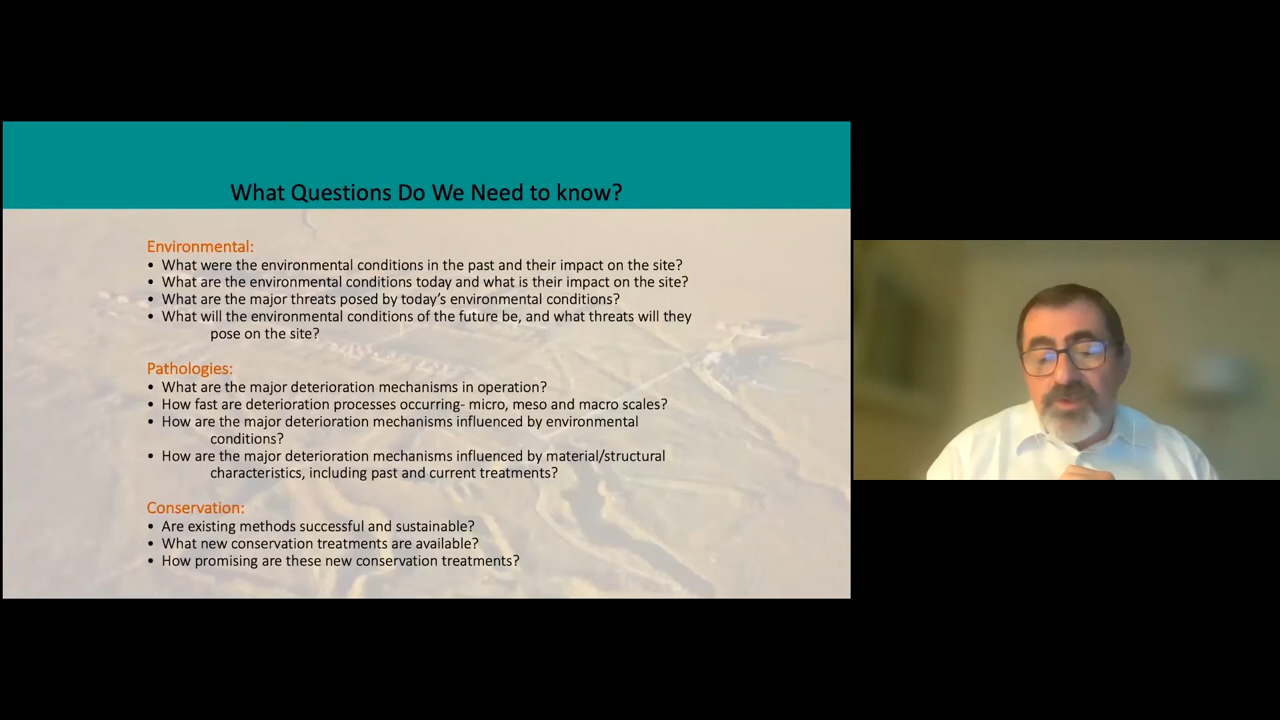 What Questions Do We Need to know?
Environmental:
• What were the environmental conditions in the past and their impact on the site?
• What are the environmental conditions today and what is their impact on the site?
• What are the major threats posed by today's environmental conditions?
• What will the environmental conditions of the future be, and what threats will they
pose on the site?
Pathologies:
• What are the major deterioration mechanisms in operation?
• How fast are deterioration processes occurring- micro, meso and macro scales?
• How are the major deterioration mechanisms influenced by environmental
conditions?
• How are the major deterioration mechanisms influenced by material/structural
characteristics, including past and current treatments?
Conservation:
• Are existing methods successful and sustainable?
• What new conservation treatments are available?
• How promising are these new conservation treatments?